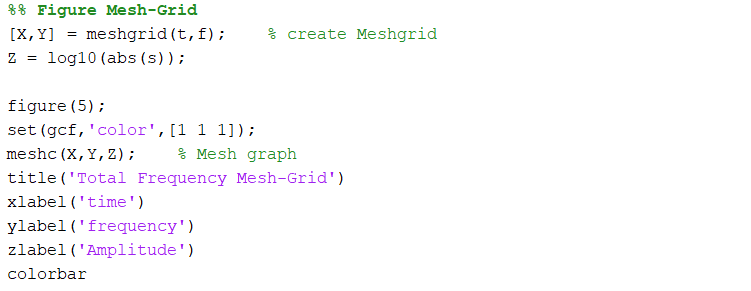 %% Figure Mesh-Grid
[X,Y] = meshgrid(t,f);    % create Meshgrid
Z = log10(abs(s));
figure(5);
set(gcf,'color',[1 1 1]);
meshc(X,Y,Z);    % Mesh graph
title('Total Frequency Mesh-Grid')
xlabel('time')
ylabel('frequency')
zlabel('Amplitude')
colorbar